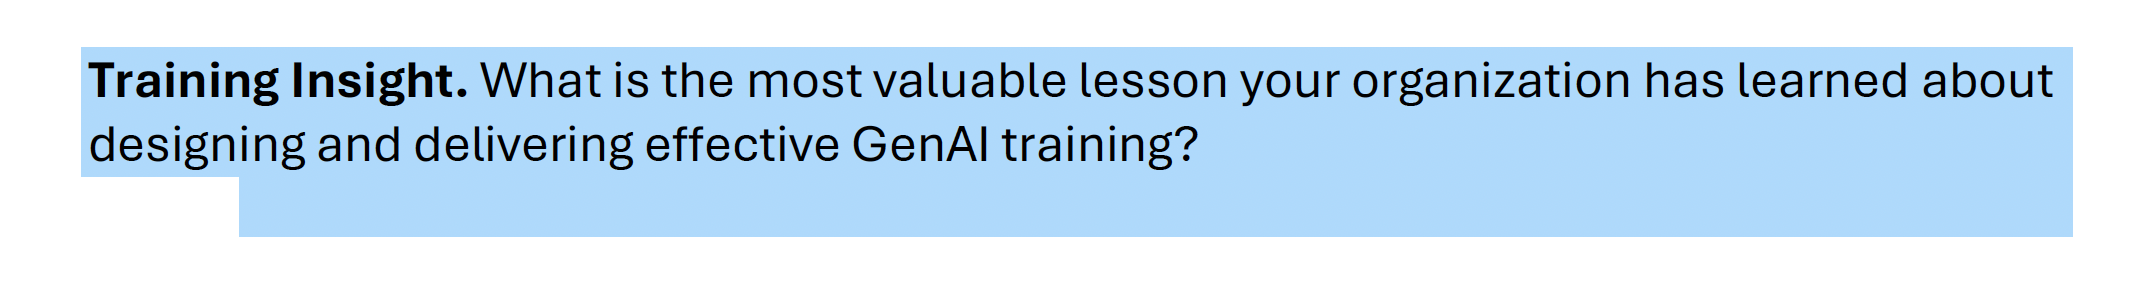 Training Insight. What is the most valuable lesson your organization has learned about
designing and delivering effective GenAI training?